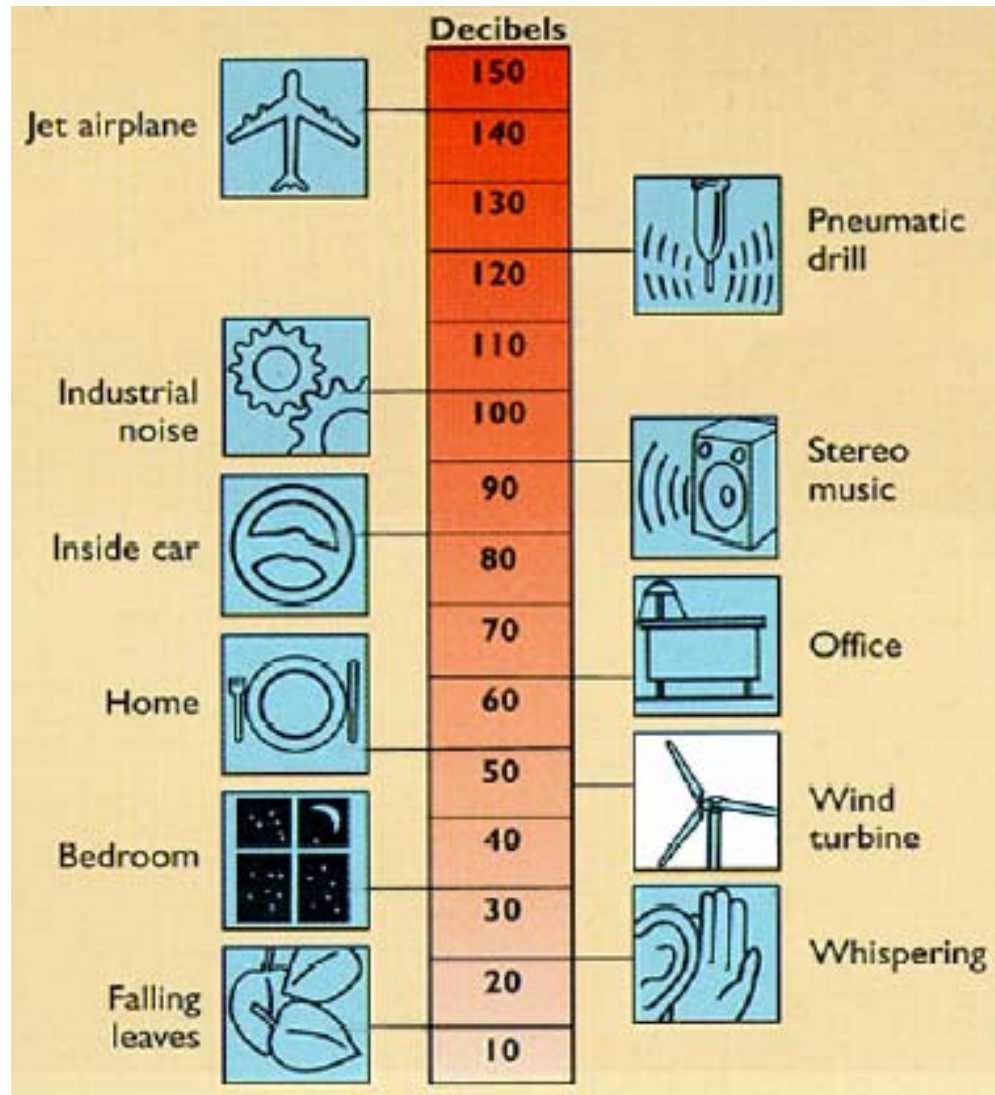 Decibels
150
Jet airplane
140
130
Pneumatic
drill
120
110
Industrial
noise
100
Stereo
music
90
Inside car
80
70
Office
Home
60
50
Wind
turbine
40
Bedroom
30
Whispering
20
Falling
leaves
10